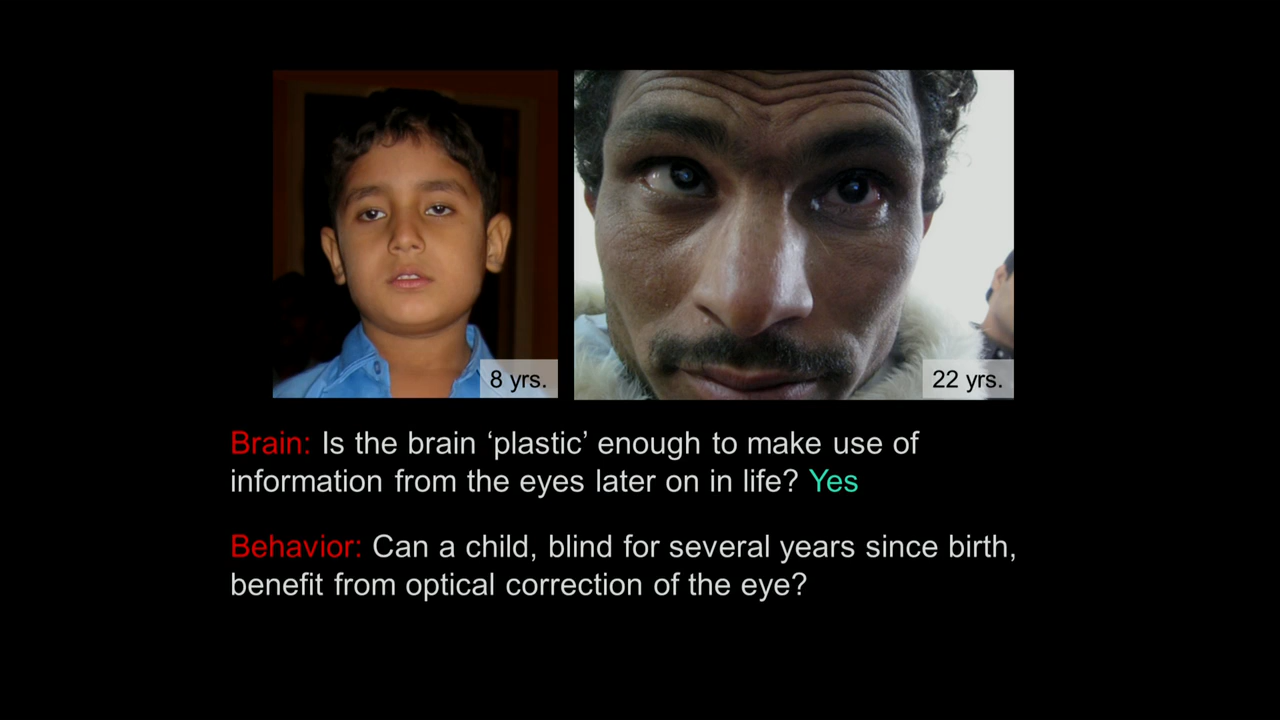 8 yrs.
22 yrs.
Brain: Is the brain ‘plastic’ enough to make use of
information from the eyes later on in life? Yes
Behavior: Can a child, blind for several years since birth,
benefit from optical correction of the eye?